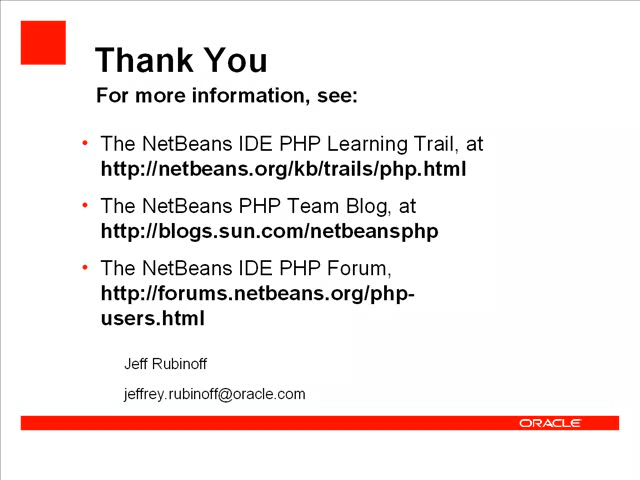 Thank You
For more information, see:
• The NetBeans IDE PHP Learning Trail, at
http://netbeans.org/kb/trails/php.html
• The NetBeans PHP Team Blog, at
http://blogs.sun.com/netbeansphp
• The NetBeans IDE PHP Forum,
http://forums.netbeans.org/php-
users.html
Jeff Rubinoff
jeffrey.rubinoff@oracle.com
ORACLE